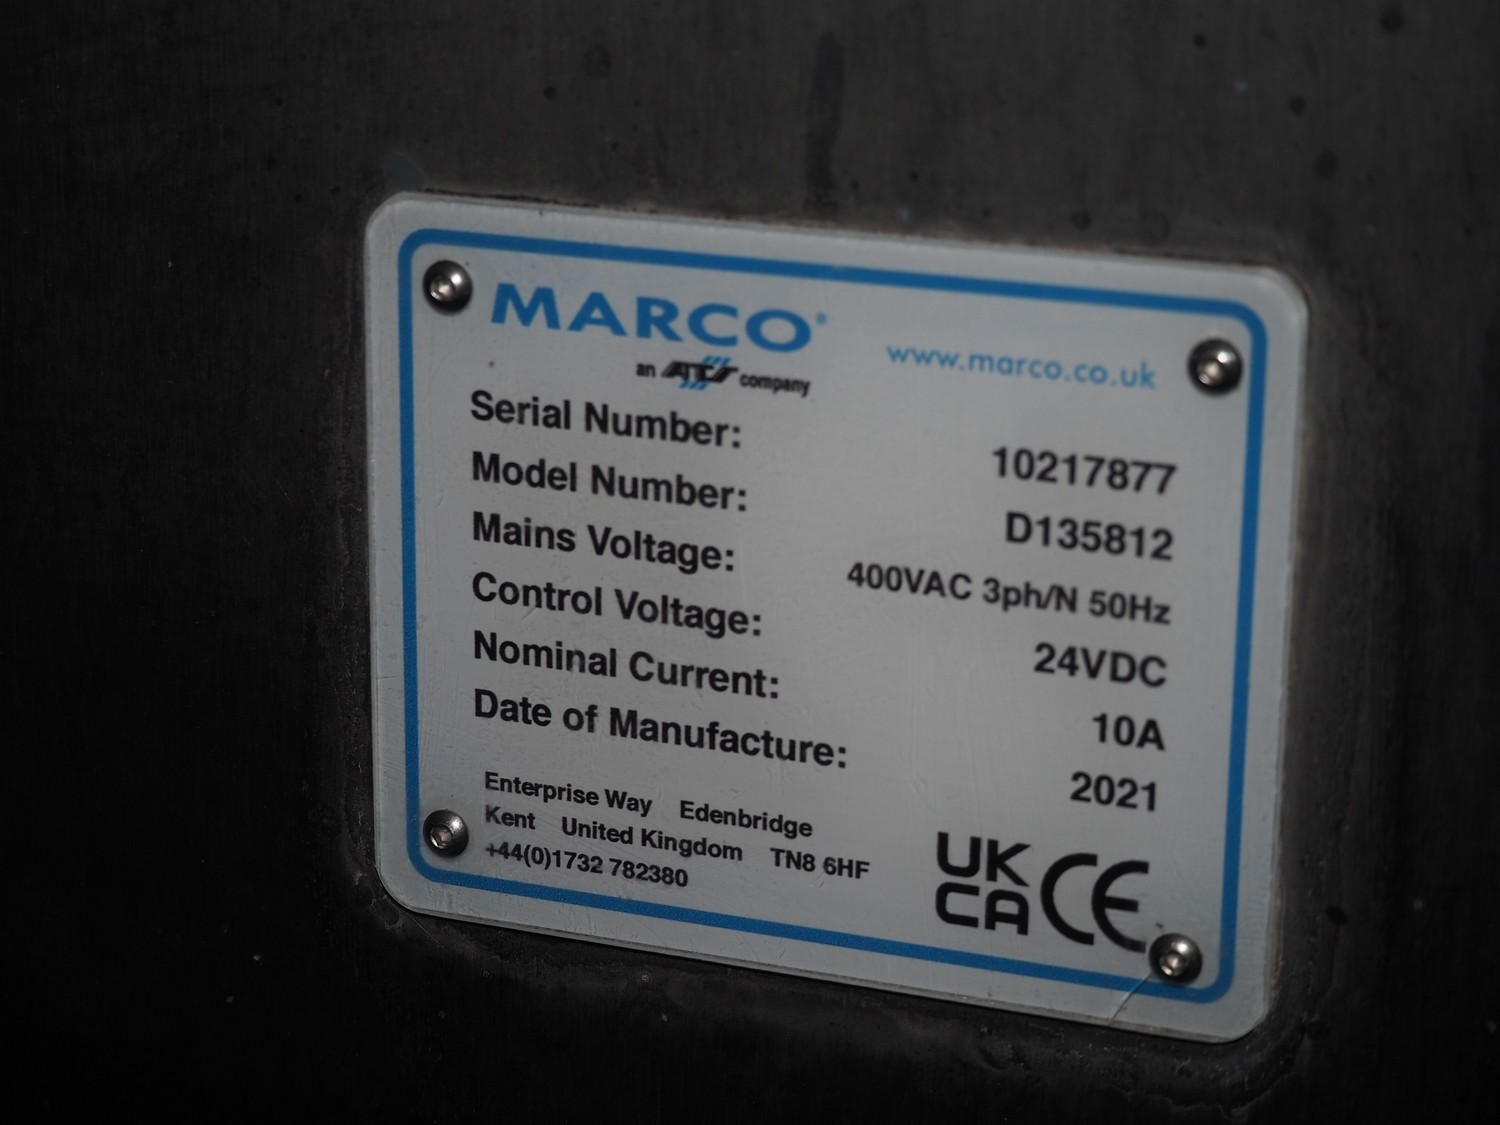 MARCO®
an ATS company
www.marco.co.uk
Serial Number: 10217877
Model Number: D135812
Mains Voltage: 400VAC 3ph/N 50Hz
Control Voltage: 24VDC
Nominal Current: 10A
Date of Manufacture: 2021
Enterprise Way Edenbridge
Kent United Kingdom TN8 6HF
+44(0)1732 782380
UK
CA CE